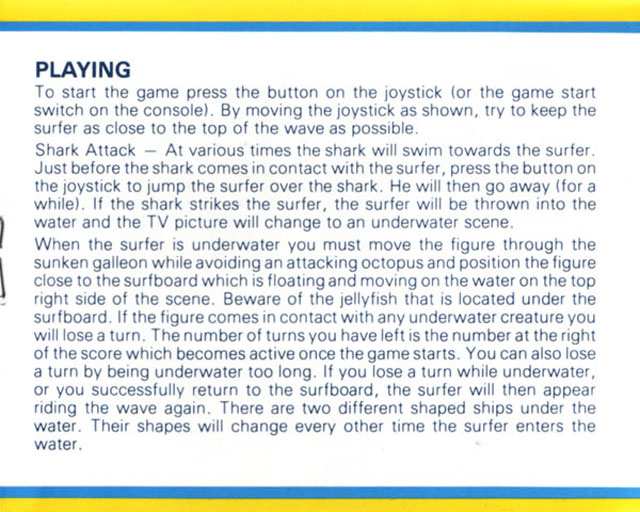 PLAYING
To start the game press the button on the joystick (or the game start
switch on the console). By moving the joystick as shown, try to keep the
surfer as close to the top of the wave as possible.
Shark Attack — At various times the shark will swim towards the surfer.
Just before the shark comes in contact with the surfer, press the button on
the joystick to jump the surfer over the shark. He will then go away (for a
while). If the shark strikes the surfer, the surfer will be thrown into the
water and the TV picture will change to an underwater scene.
When the surfer is underwater you must move the figure through the
sunken galleon while avoiding an attacking octopus and position the figure
close to the surfboard which is floating and moving on the water on the top
right side of the scene. Beware of the jellyfish that is located under the
surfboard. If the figure comes in contact with any underwater creature you
will lose a turn. The number of turns you have left is the number at the right
of the score which becomes active once the game starts. You can also lose
a turn by being underwater too long. If you lose a turn while underwater,
or you successfully return to the surfboard, the surfer will then appear
riding the wave again. There are two different shaped ships under the
water. Their shapes will change every other time the surfer enters the
water.